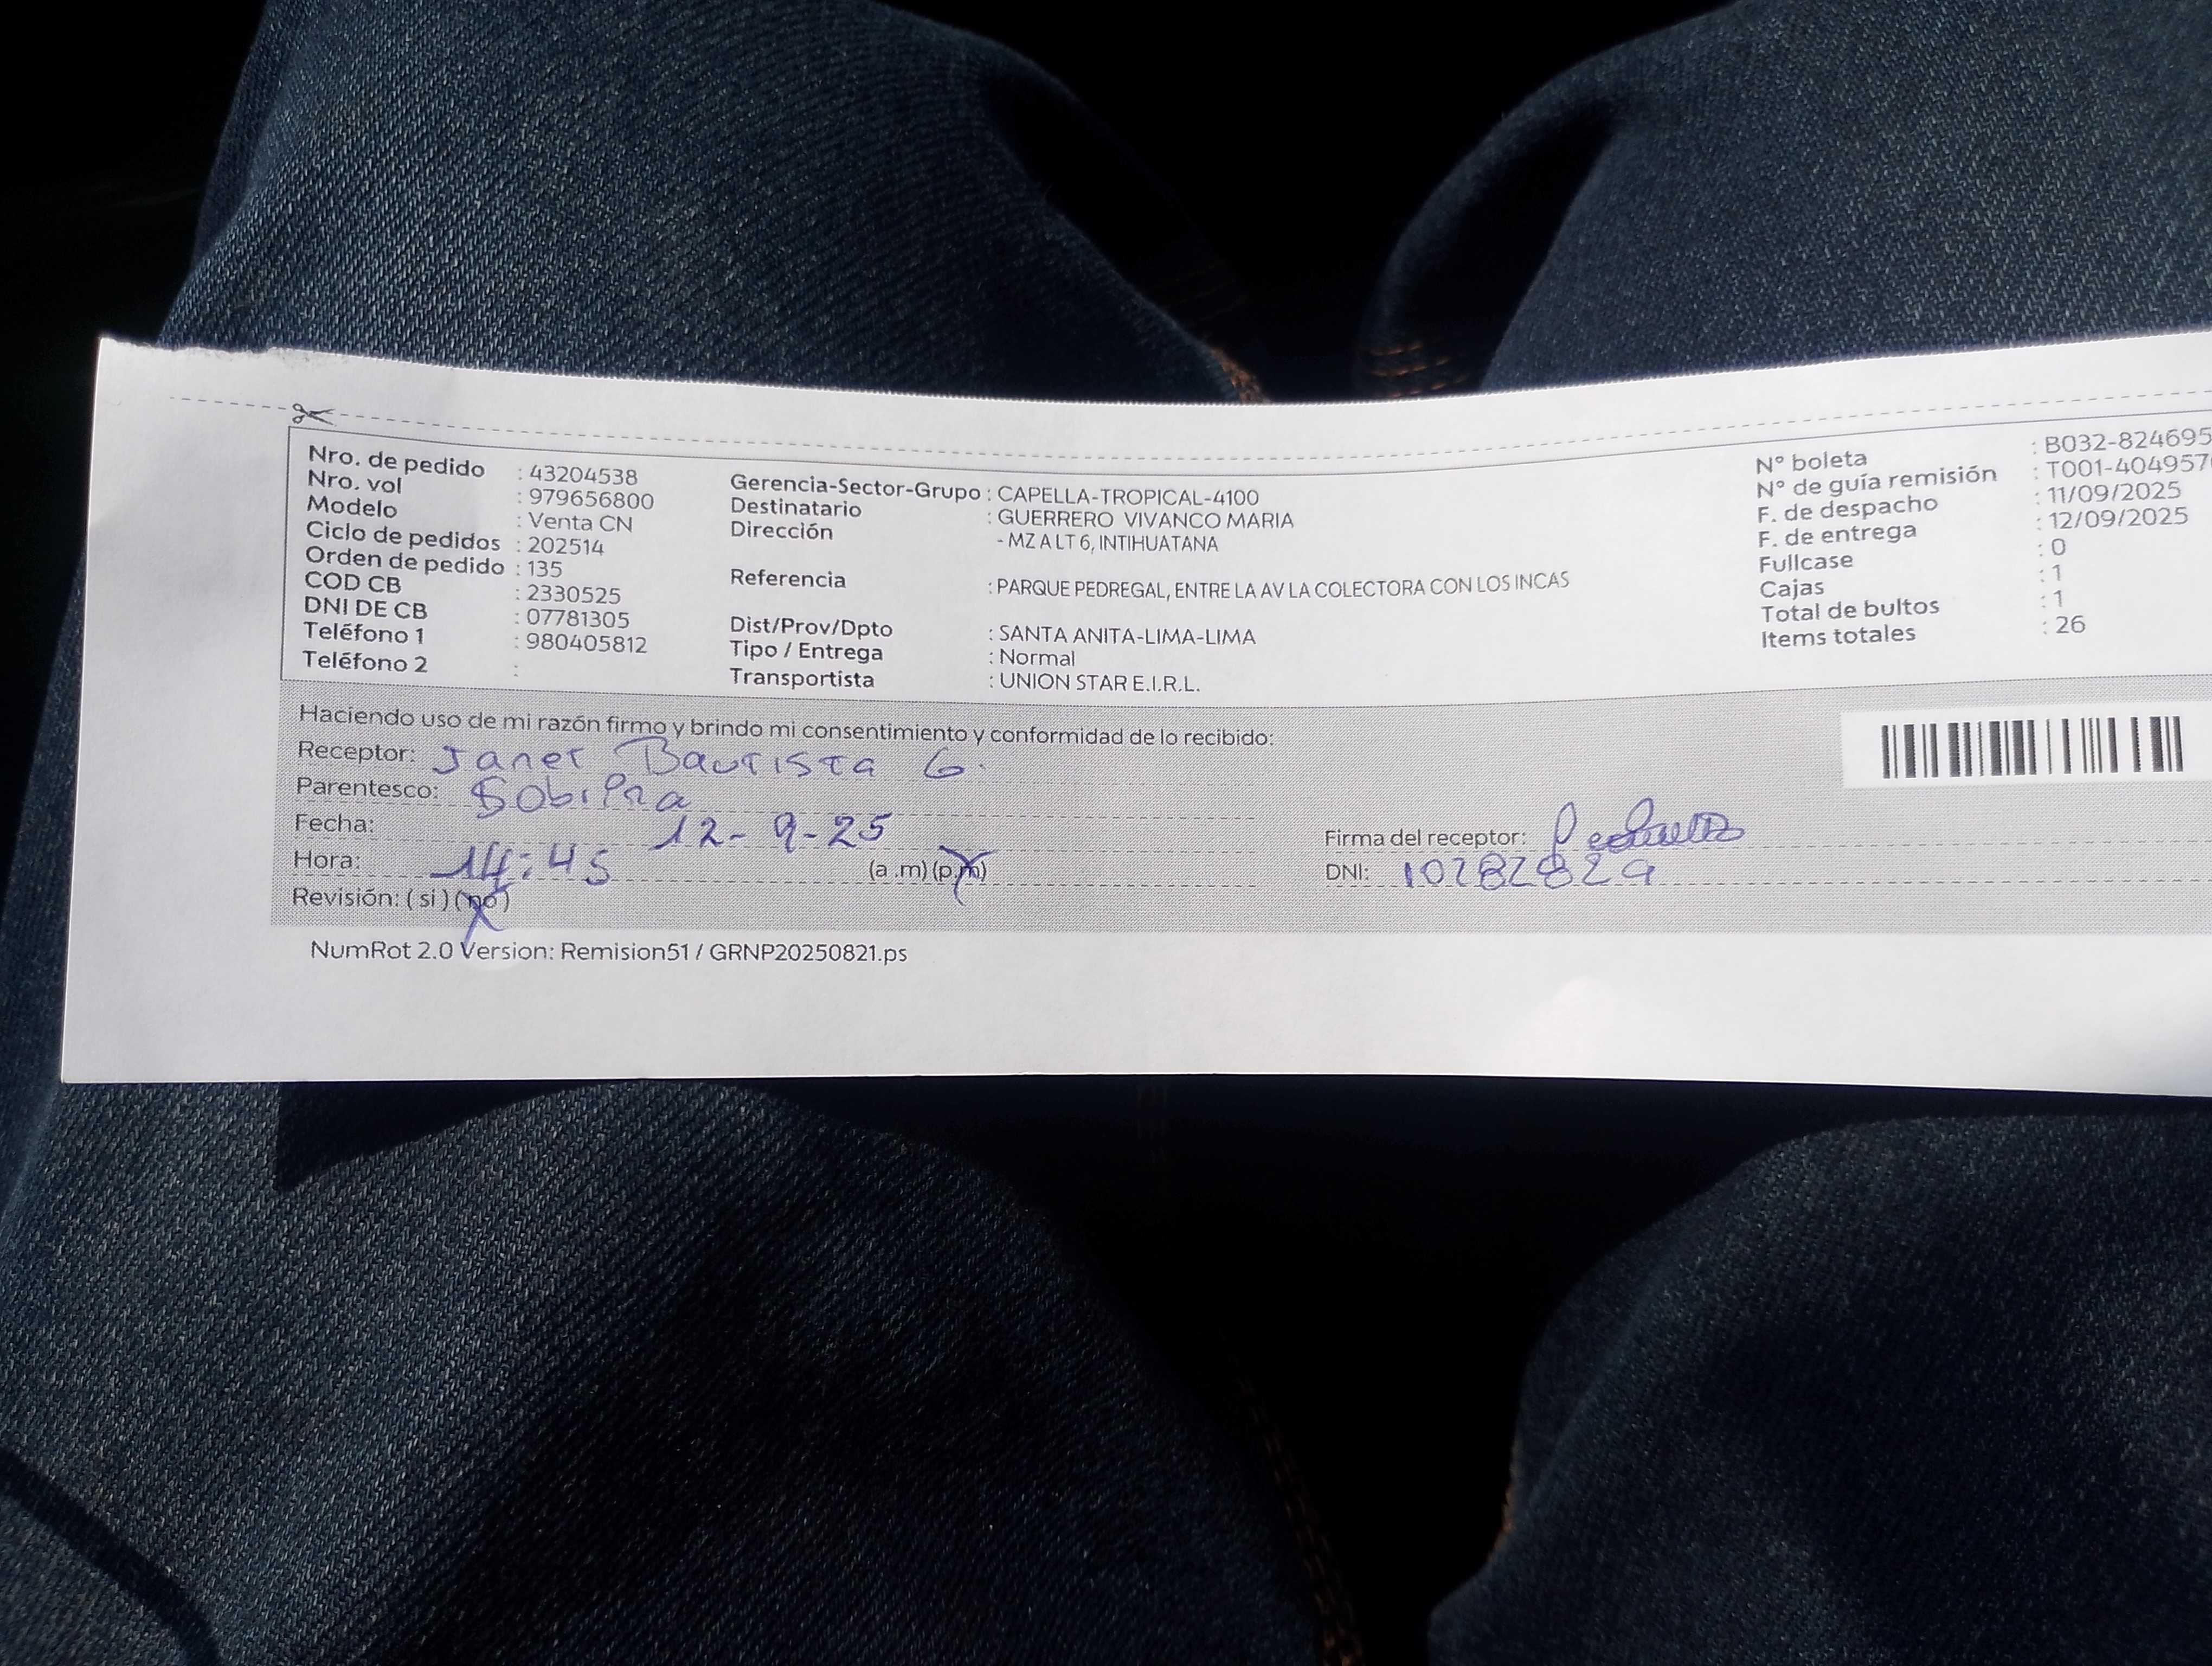 Nro. de pedido : 43204538
Nro. vol : 979656800
Modelo : Venta CN
Ciclo de pedidos : 202514
Orden de pedido : 135
COD CB : 2330525
DNI DE CB : 07781305
Teléfono 1 : 980405812
Teléfono 2 :
Gerencia-Sector-Grupo : CAPELLA-TROPICAL-4100
Destinatario : GUERRERO VIVANCO MARIA
Dirección - MZ A LT 6, INTIHUATANA
Referencia : PARQUE PEDREGAL, ENTRE LA AV LA COLECTORA CON LOS INCAS
Dist/Prov/Dpto : SANTA ANITA-LIMA-LIMA
Tipo / Entrega : Normal
Transportista : UNION STAR E.I.R.L.
N° boleta : B032-824695
N° de guía remisión : T001-404957
F. de despacho : 11/09/2025
F. de entrega : 12/09/2025
Fullcase : 0
Cajas : 1
Total de bultos : 1
Items totales : 26
Haciendo uso de mi razón firmo y brindo mi consentimiento y conformidad de lo recibido:
Receptor: Janet Bautista G.
Parentesco: Sobrina
Fecha: 12-9-25
Hora: 14:45 (a .m) (p.m)
Revisión: ( si ) ( no )
Firma del receptor:
DNI: 10282829
NumRot 2.0 Version: Remision51 / GRNP20250821.ps